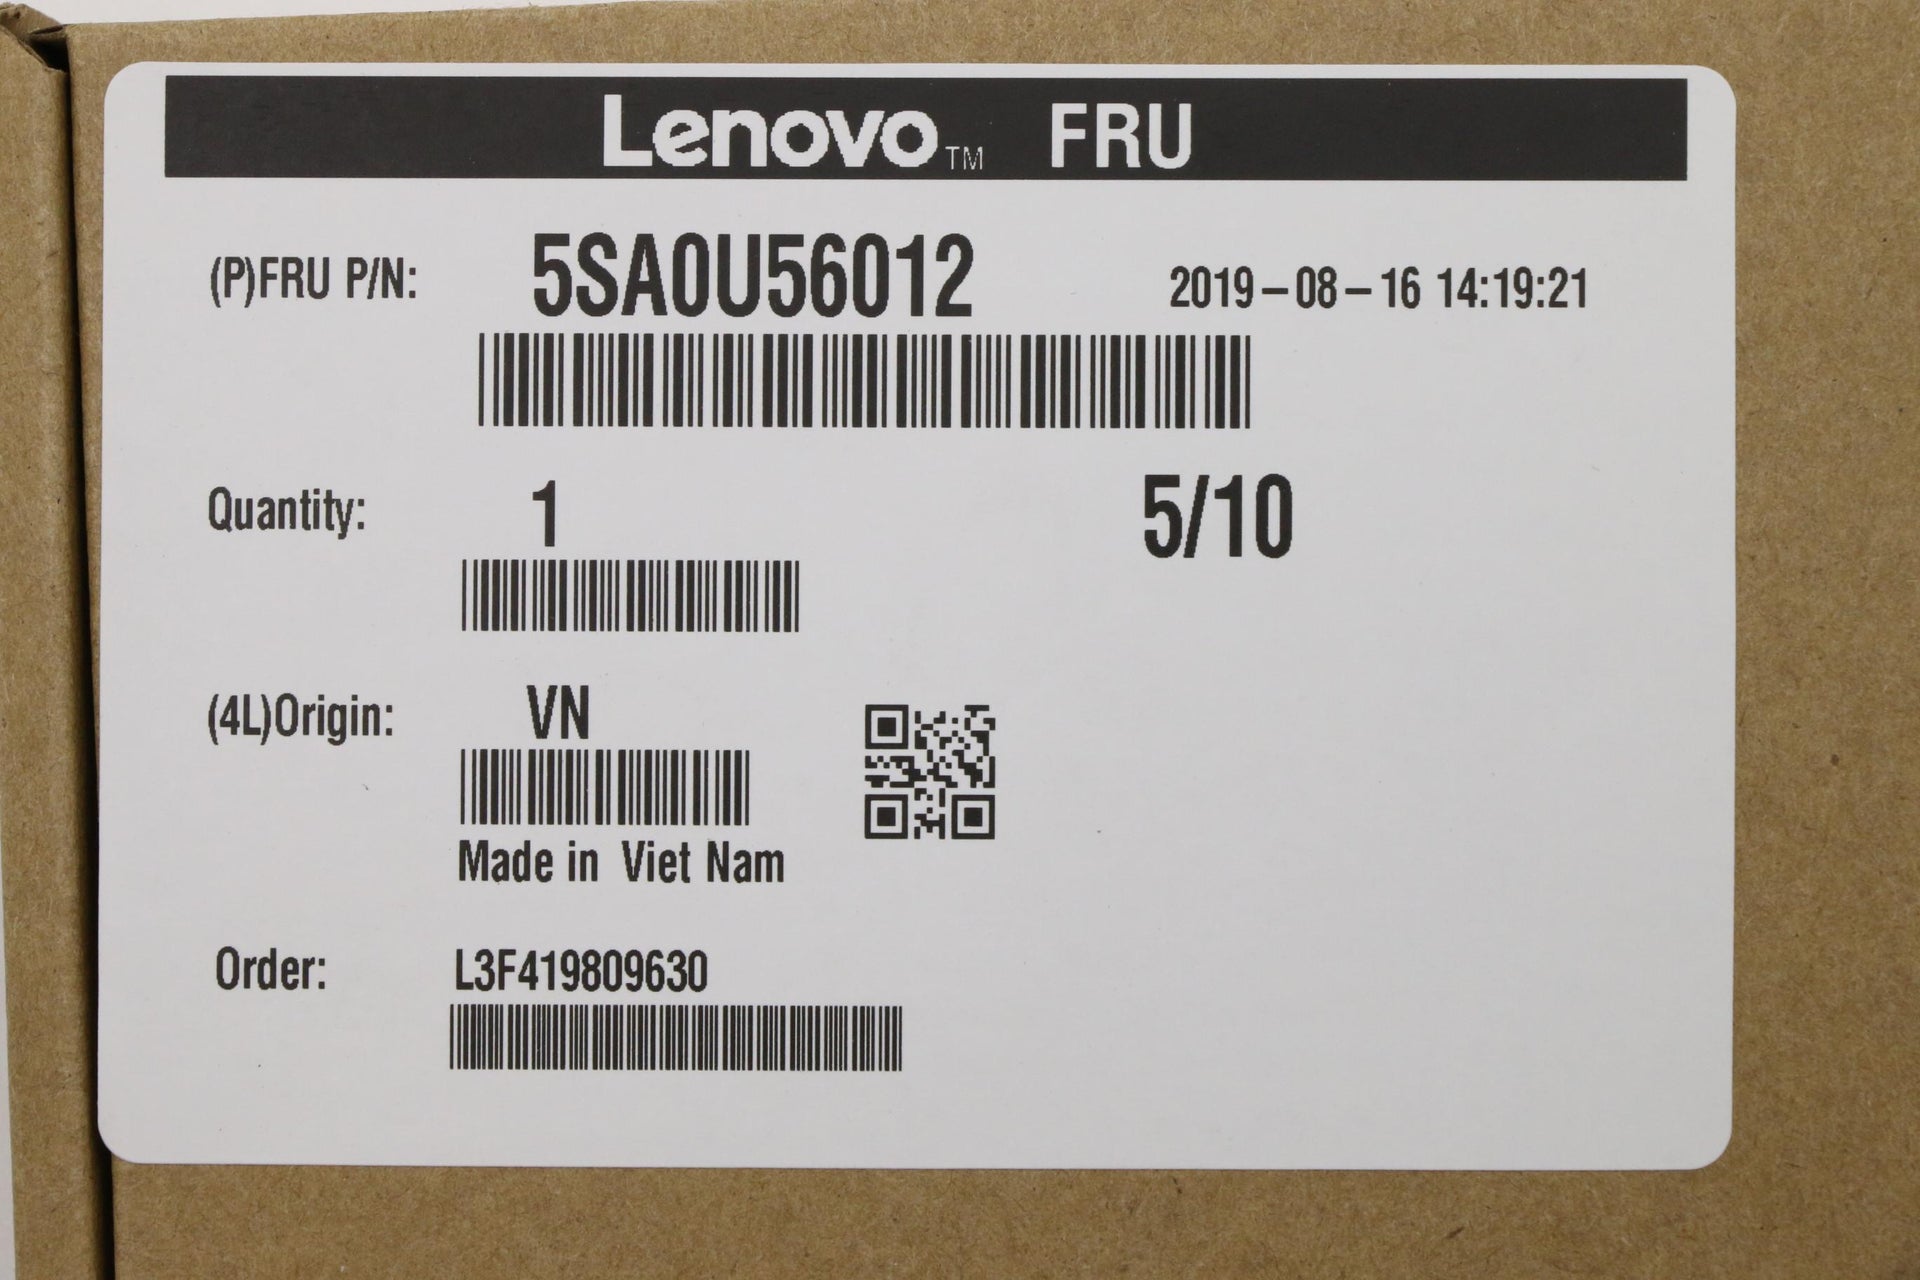 Lenovo™ FRU
(P)FRU P/N: 5SA0U56012 2019-08-16 14:19:21
Quantity: 1 5/10
(4L)Origin: VN
Made in Viet Nam
Order: L3F419809630